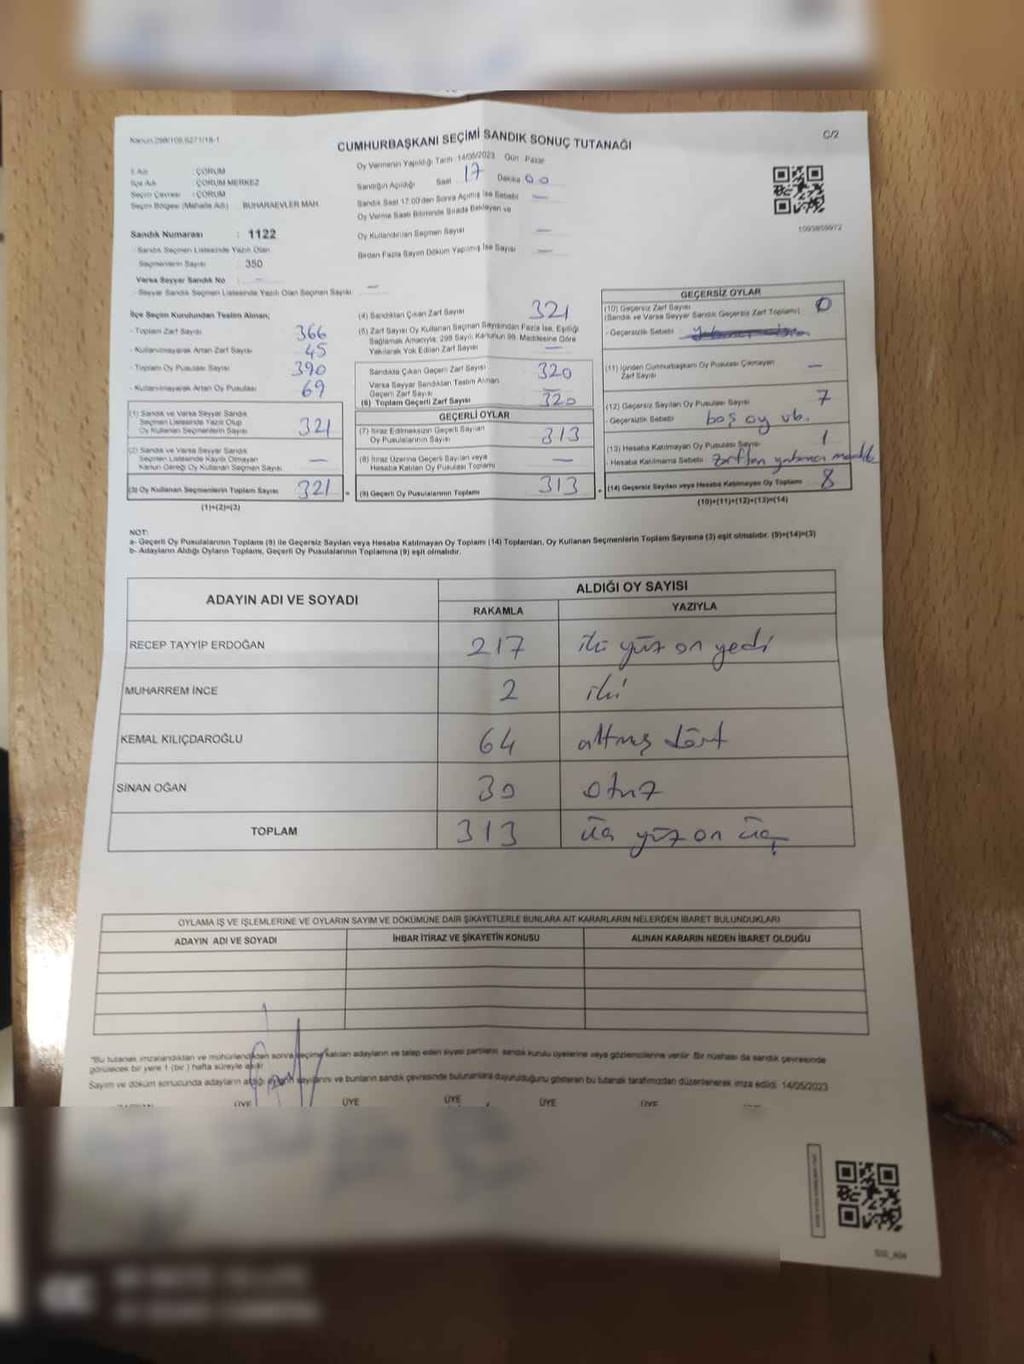 Kanun:298/109,6271/18-1
CUMHURBAŞKANI SEÇİMİ SANDIK SONUÇ TUTANAĞI
C/2
İl Adı : ÇORUM
İlçe Adı : ÇORUM MERKEZ
Seçim Çevresi : ÇORUM
Seçim Bölgesi (Mahalle Adı) BUHARAEVLER MAH.
Sandık Numarası : 1122
- Sandık Seçmen Listesinde Yazılı Olan
Seçmenlerin Sayısı 350
Varsa Seyyar Sandık No —
- Seyyar Sandık Seçmen Listesinde Yazılı Olan Seçmen Sayısı: —
Oy Vermenin Yapıldığı Tarih 14/05/2023 Gün Pazar
Sandığın Açıldığı Saat 17 Dakika 00
Sandık Saat 17:00'den Sonra Açılmış İse Sebebi —
Oy Verme Saati Bitiminde Sırada Bekleyen ve
Oy Kullandırılan Seçmen Sayısı —
Birden Fazla Sayım Döküm Yapılmış İse Sayısı —
İlçe Seçim Kurulundan Teslim Alınan;
- Toplam Zarf Sayısı 366
- Kullanılmayarak Artan Zarf Sayısı 45
- Toplam Oy Pusulası Sayısı 390
- Kullanılmayarak Artan Oy Pusulası 69
(1) Sandık ve Varsa Seyyar Sandık
Seçmen Listesinde Yazılı Olup
Oy Kullanan Seçmenlerin Sayısı 321
(2) Sandık ve Varsa Seyyar Sandık
Seçmen Listesinde Kaydı Olmayan
Kanun Gereği Oy Kullanan Seçmen Sayısı —
(3) Oy Kullanan Seçmenlerin Toplam Sayısı 321
(1)+(2)=(3)
(4) Sandıktan Çıkan Zarf Sayısı 321
(5) Zarf Sayısı Oy Kullanan Seçmen Sayısından Fazla İse, Eşitliği
Sağlamak Amacıyla; 298 Sayılı Kanunun 98. Maddesine Göre
Yakılarak Yok Edilen Zarf Sayısı —
Sandıkta Çıkan Geçerli Zarf Sayısı 320
Varsa Seyyar Sandıktan Teslim Alınan
Geçerli Zarf Sayısı —
(6) Toplam Geçerli Zarf Sayısı 320
GEÇERLİ OYLAR
(7) İtiraz Edilmeksizin Geçerli Sayılan
Oy Pusulalarının Sayısı 313
(8) İtiraz Üzerine Geçerli Sayılan veya
Hesaba Katılan Oy Pusulası Toplamı —
(9) Geçerli Oy Pusulalarının Toplamı 313
GEÇERSİZ OYLAR
(10) Geçersiz Zarf Sayısı 0
(Sandık ve Varsa Seyyar Sandık Geçersiz Zarf Toplamı)
- Geçersizlik Sebebi
(11) İçinden Cumhurbaşkanı Oy Pusulası Çıkmayan
Zarf Sayısı —
(12) Geçersiz Sayılan Oy Pusulası Sayısı 7
- Geçersizlik Sebebi boş oy vb.
(13) Hesaba Katılmayan Oy Pusulası Sayısı 1
- Hesaba Katılmama Sebebi Zarftan yabancı madde
(14) Geçersiz Sayılan veya Hesaba Katılmayan Oy Toplamı 8
(10)+(11)+(12)+(13)=(14)
NOT:
a- Geçerli Oy Pusulalarının Toplamı (9) ile Geçersiz Sayılan veya Hesaba Katılmayan Oy Toplamı (14) Toplamları, Oy Kullanan Seçmenlerin Toplam Sayısına (3) eşit olmalıdır. (9)+(14)=(3)
b- Adayların Aldığı Oyların Toplamı, Geçerli Oy Pusulalarının Toplamına (9) eşit olmalıdır.
ADAYIN ADI VE SOYADI
ALDIĞI OY SAYISI
RAKAMLA YAZIYLA
RECEP TAYYİP ERDOĞAN 217 iki yüz on yedi
MUHARREM İNCE 2 iki
KEMAL KILIÇDAROĞLU 64 altmış dört
SİNAN OĞAN 30 otuz
TOPLAM 313 üç yüz on üç
OYLAMA İŞ VE İŞLEMLERİNE VE OYLARIN SAYIM VE DÖKÜMÜNE DAİR ŞİKAYETLERLE BUNLARA AİT KARARLARIN NELERDEN İBARET BULUNDUKLARI
ADAYIN ADI VE SOYADI İHBAR İTİRAZ VE ŞİKAYETİN KONUSU ALINAN KARARIN NEDEN İBARET OLDUĞU
"Bu tutanak imzalandıktan ve mühürlendikten sonra seçime katılan adayların ve talep eden siyasi partilerin sandık kurulu üyelerine veya gözlemcilerine verilir. Bir nüshası da sandık çevresinde
görülecek bir yere 1 (bir) hafta süreyle asılır.
Sayım ve döküm sonucunda adayların aldığı oyların sayılarını ve bunların sandık çevresinde bulunanlara duyurulduğunu gösteren bu tutanak tarafımızdan düzenlenerek imza edildi. 14/05/2023
ÜYE ÜYE ÜYE ÜYE ÜYE